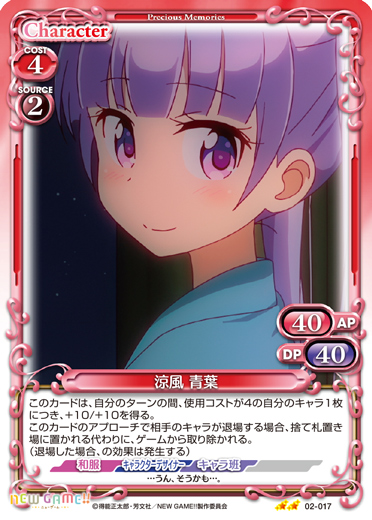 Precious Memories
Character
COST
4
SOURCE
2
40 AP
DP 40
涼風 青葉
このカードは、自分のターンの間、使用コストが4の自分のキャラ1枚
につき、+10/+10を得る。
このカードのアプローチで相手のキャラが退場する場合、捨て札置き
場に置かれる代わりに、ゲームから取り除かれる。
（退場した場合、の効果は発生する）
和服 キャラクターデザイナー キャラ班
…うん、そうかも…。
NEW GAME!!
©得能正太郎・芳文社／NEW GAME!!製作委員会
02-017